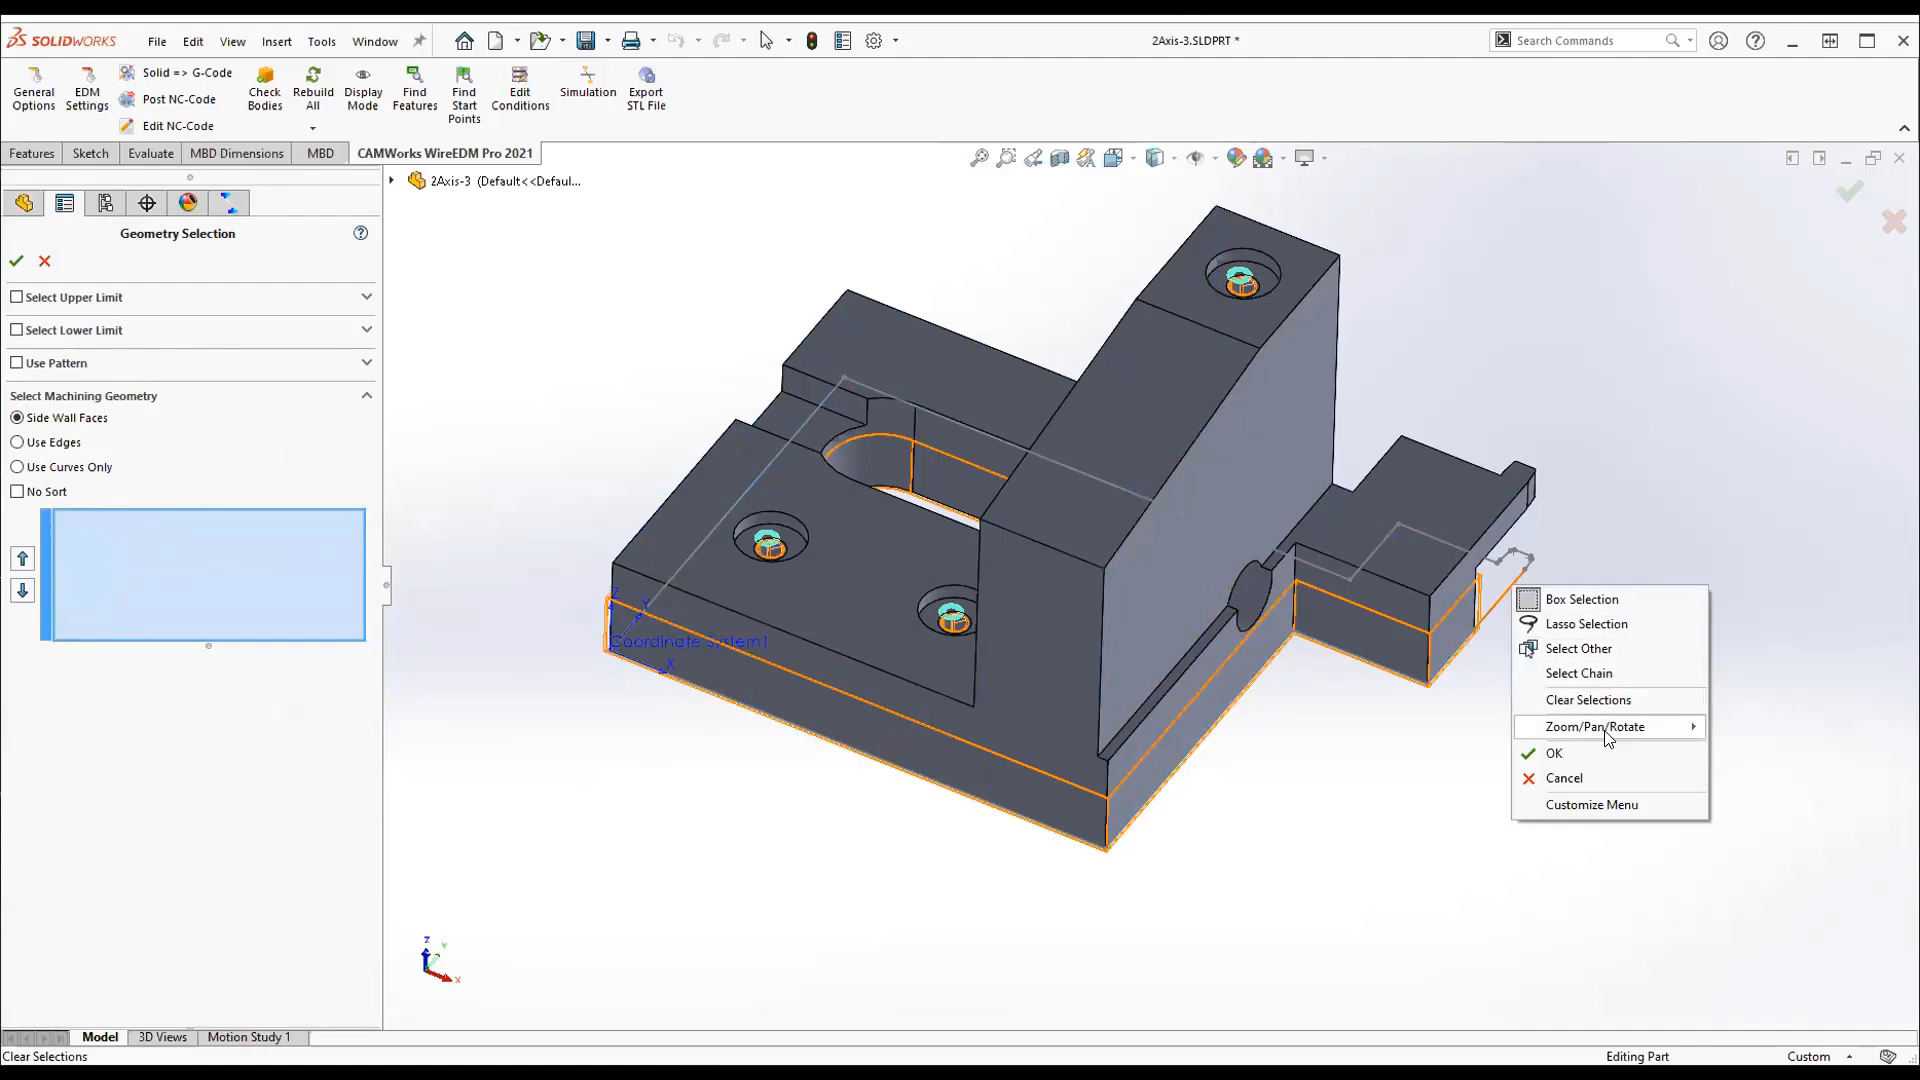 SOLIDWORKS
File Edit View Insert Tools Window
2Axis-3.SLDPRT *
Search Commands
General Options
EDM Settings
Solid => G-Code
Post NC-Code
Edit NC-Code
Check Bodies
Rebuild All
Display Mode
Find Features
Find Start Points
Edit Conditions
Simulation
Export STL File
Features Sketch Evaluate MBD Dimensions MBD CAMWorks WireEDM Pro 2021
2Axis-3 (Default<<Defaul...
Geometry Selection
Select Upper Limit
Select Lower Limit
Use Pattern
Select Machining Geometry
Side Wall Faces
Use Edges
Use Curves Only
No Sort
Z
Y
Coordinate System1
X
Box Selection
Lasso Selection
Select Other
Select Chain
Clear Selections
Zoom/Pan/Rotate
OK
Cancel
Customize Menu
Z
Y
X
Model 3D Views Motion Study 1
Clear Selections
Editing Part
Custom